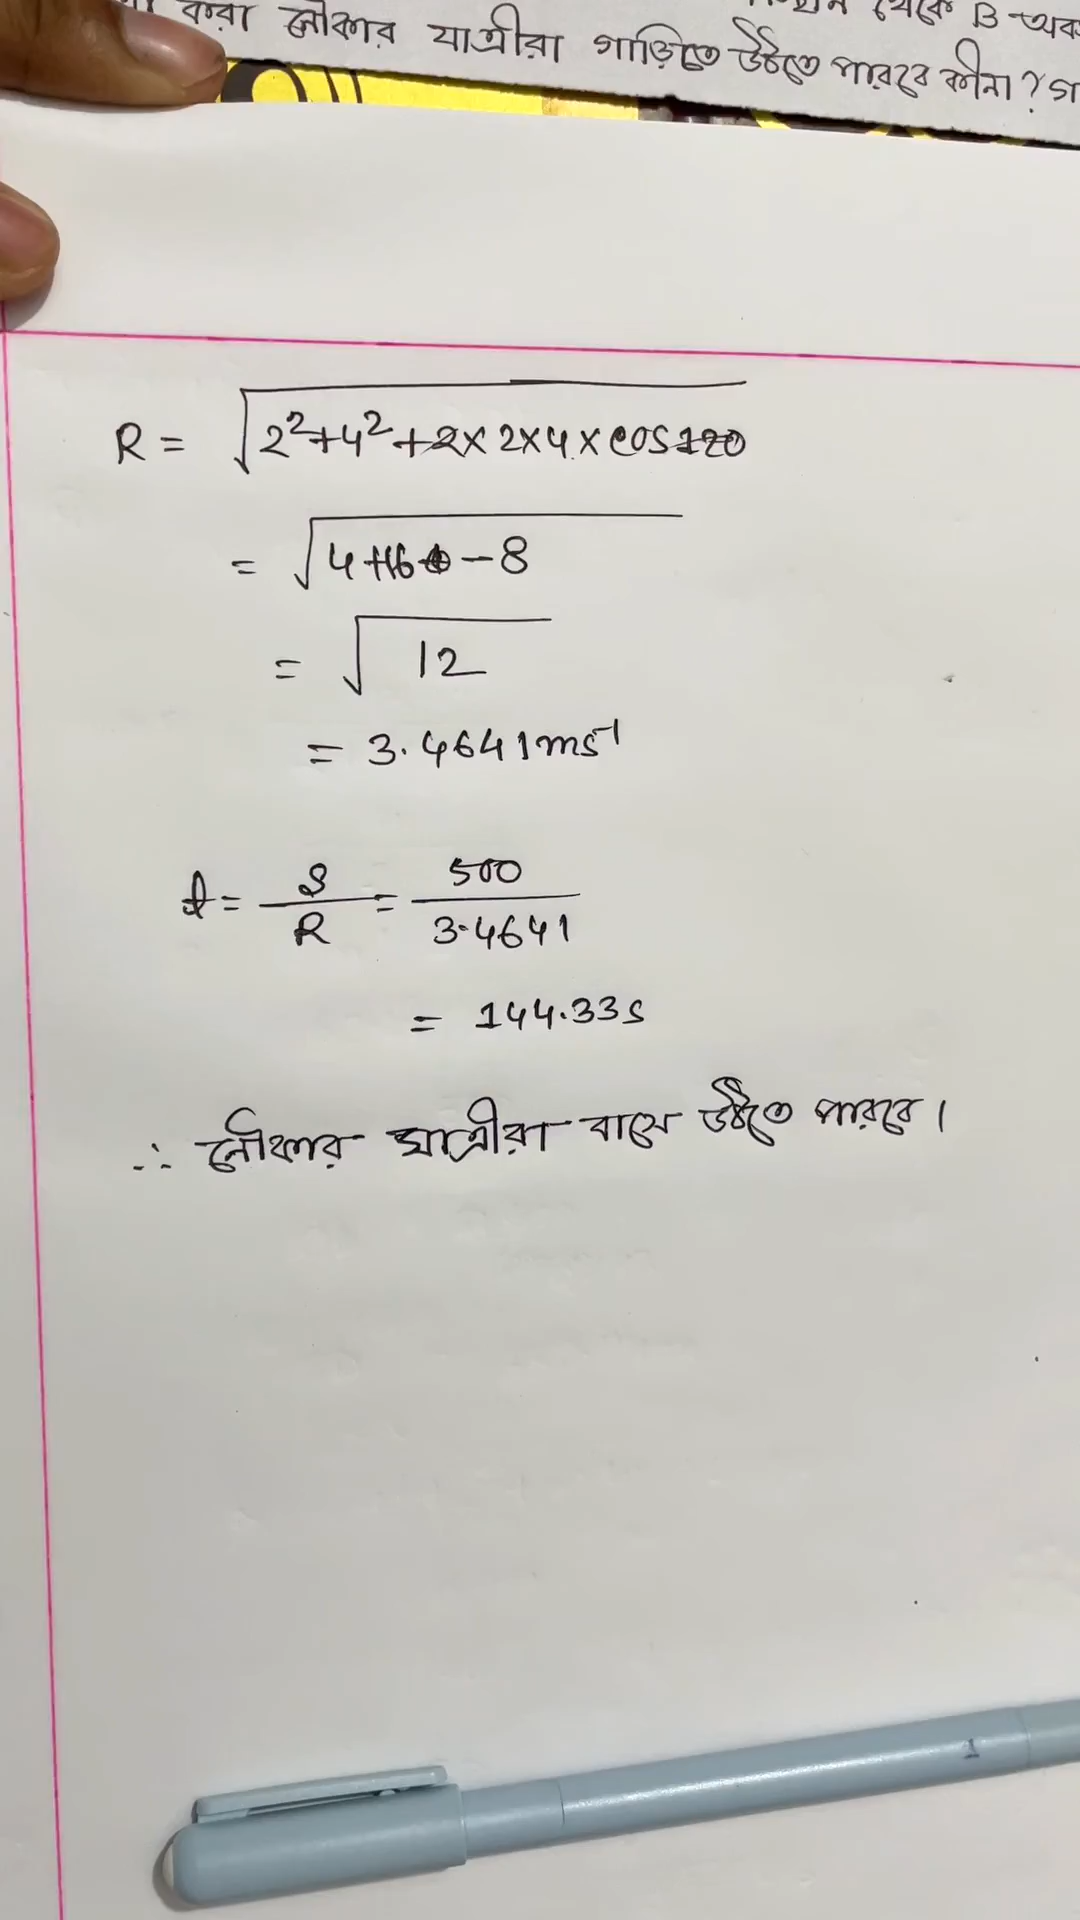 থেকে B-অব
করা নৌকার যাত্রীরা গাড়িতে উঠতে পারবে কীনা? গ
R = √2²+4²+2×2×4×cos120
= √4+16-8
= √12
= 3.4641ms⁻¹
t = S/R = 500/3.4641
= 144.33s
∴ নৌকার যাত্রীরা বাসে উঠতে পারবে।